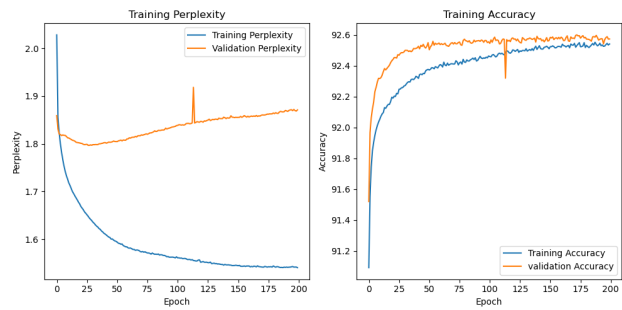 Training Perplexity
Training Perplexity
Validation Perplexity
2.0
1.9
1.8
1.7
1.6
Perplexity
0 25 50 75 100 125 150 175 200
Epoch
Training Accuracy
92.6
92.4
92.2
92.0
91.8
91.6
91.4
91.2
Accuracy
Training Accuracy
validation Accuracy
0 25 50 75 100 125 150 175 200
Epoch